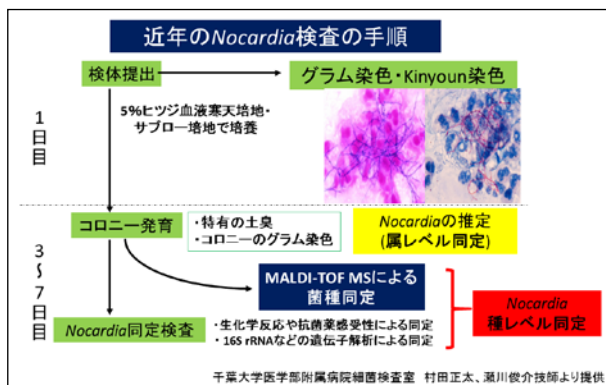 近年のNocardia検査の手順
検体提出
グラム染色・Kinyoun染色
1日目
5%ヒツジ血液寒天培地・
サブロー培地で培養
コロニー発育
・特有の土臭
・コロニーのグラム染色
Nocardiaの推定
(属レベル同定)
3～7日目
MALDI-TOF MSによる
菌種同定
Nocardia
種レベル同定
Nocardia同定検査
・生化学反応や抗菌薬感受性による同定
・16S rRNAなどの遺伝子解析による同定
千葉大学医学部附属病院細菌検査室　村田正太、瀬川俊介技師より提供